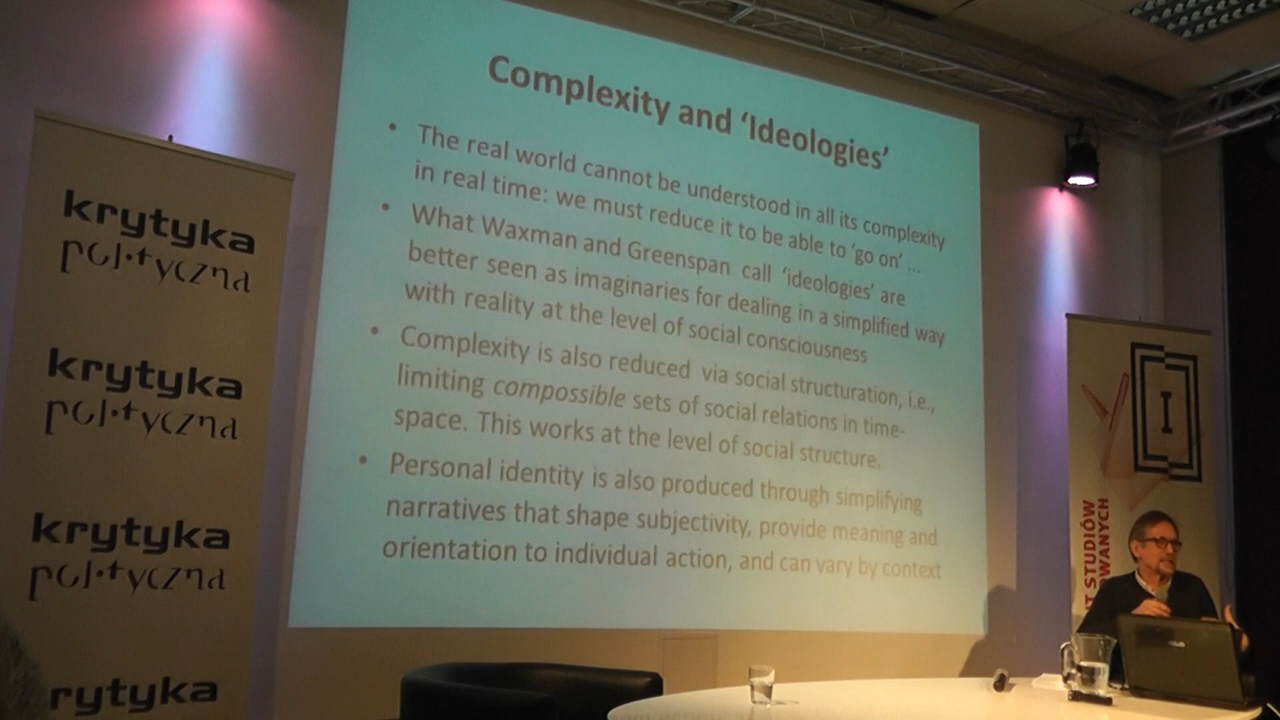 Complexity and ‘Ideologies’
• The real world cannot be understood in all its complexity
in real time: we must reduce it to be able to ‘go on’ ...
• What Waxman and Greenspan call ‘ideologies’ are
better seen as imaginaries for dealing in a simplified way
with reality at the level of social consciousness
• Complexity is also reduced via social structuration, i.e.,
limiting compossible sets of social relations in time-
space. This works at the level of social structure.
• Personal identity is also produced through simplifying
narratives that shape subjectivity, provide meaning and
orientation to individual action, and can vary by context
krytyka
polityczna
krytyka
polityczna
krytyka
polityczna
rytyka
I
T STUDIÓW
OWANYCH